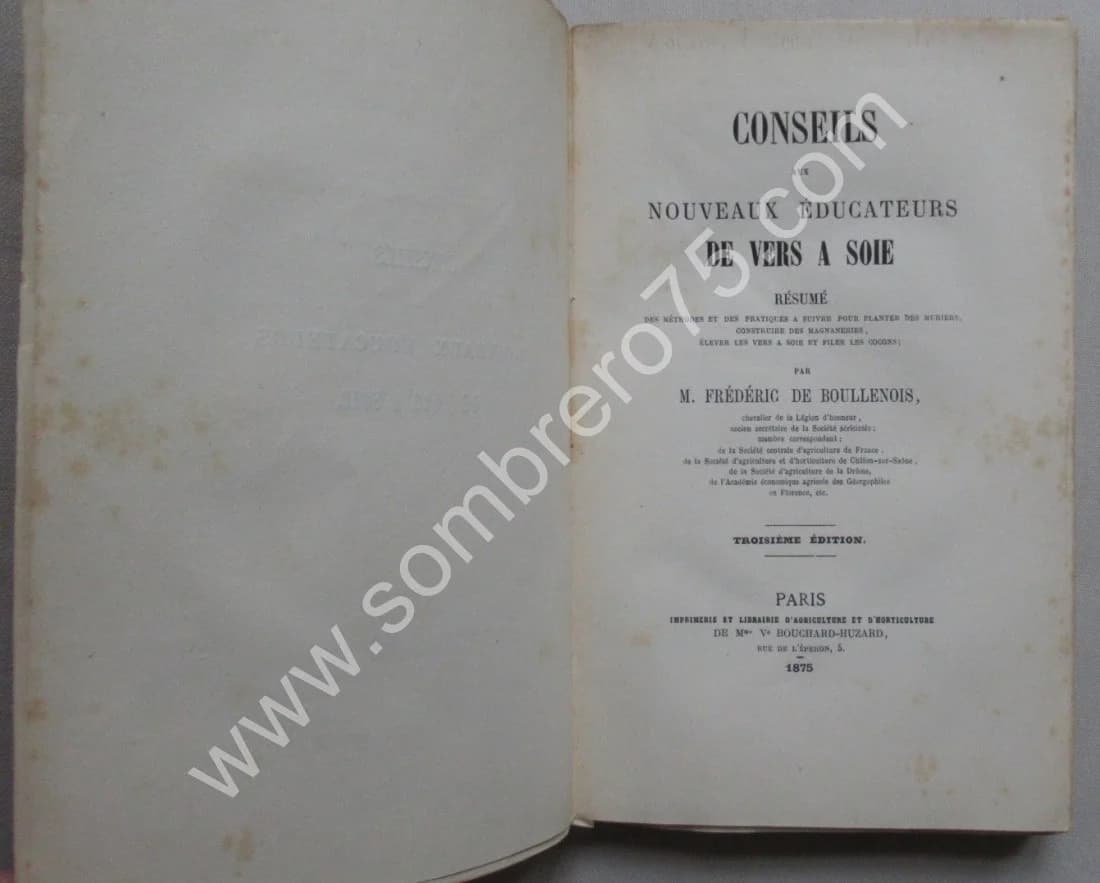 CONSEILS
AUX
NOUVEAUX ÉDUCATEURS
DE VERS A SOIE
RÉSUMÉ
DES MÉTHODES ET DES PRATIQUES A SUIVRE POUR PLANTER DES MURIERS,
CONSTRUIRE DES MAGNANERIES,
ÉLEVER LES VERS A SOIE ET FILER LES COCONS;
PAR
M. FRÉDÉRIC DE BOULLENOIS,
chevalier de la Légion d'honneur,
ancien secrétaire de la Société séricicole;
membre correspondant:
de la Société centrale d'agriculture de France,
de la Société d'agriculture et d'horticulture de Châlon-sur-Saône,
de la Société d'agriculture de la Drôme,
de l'Académie économique agricole des Géorgophiles
en Florence, etc.
TROISIÈME ÉDITION.
PARIS
IMPRIMERIE ET LIBRAIRIE D'AGRICULTURE ET D'HORTICULTURE
DE Mme Ve BOUCHARD-HUZARD,
RUE DE L'ÉPERON, 5.
1875
www.sombrero75.com